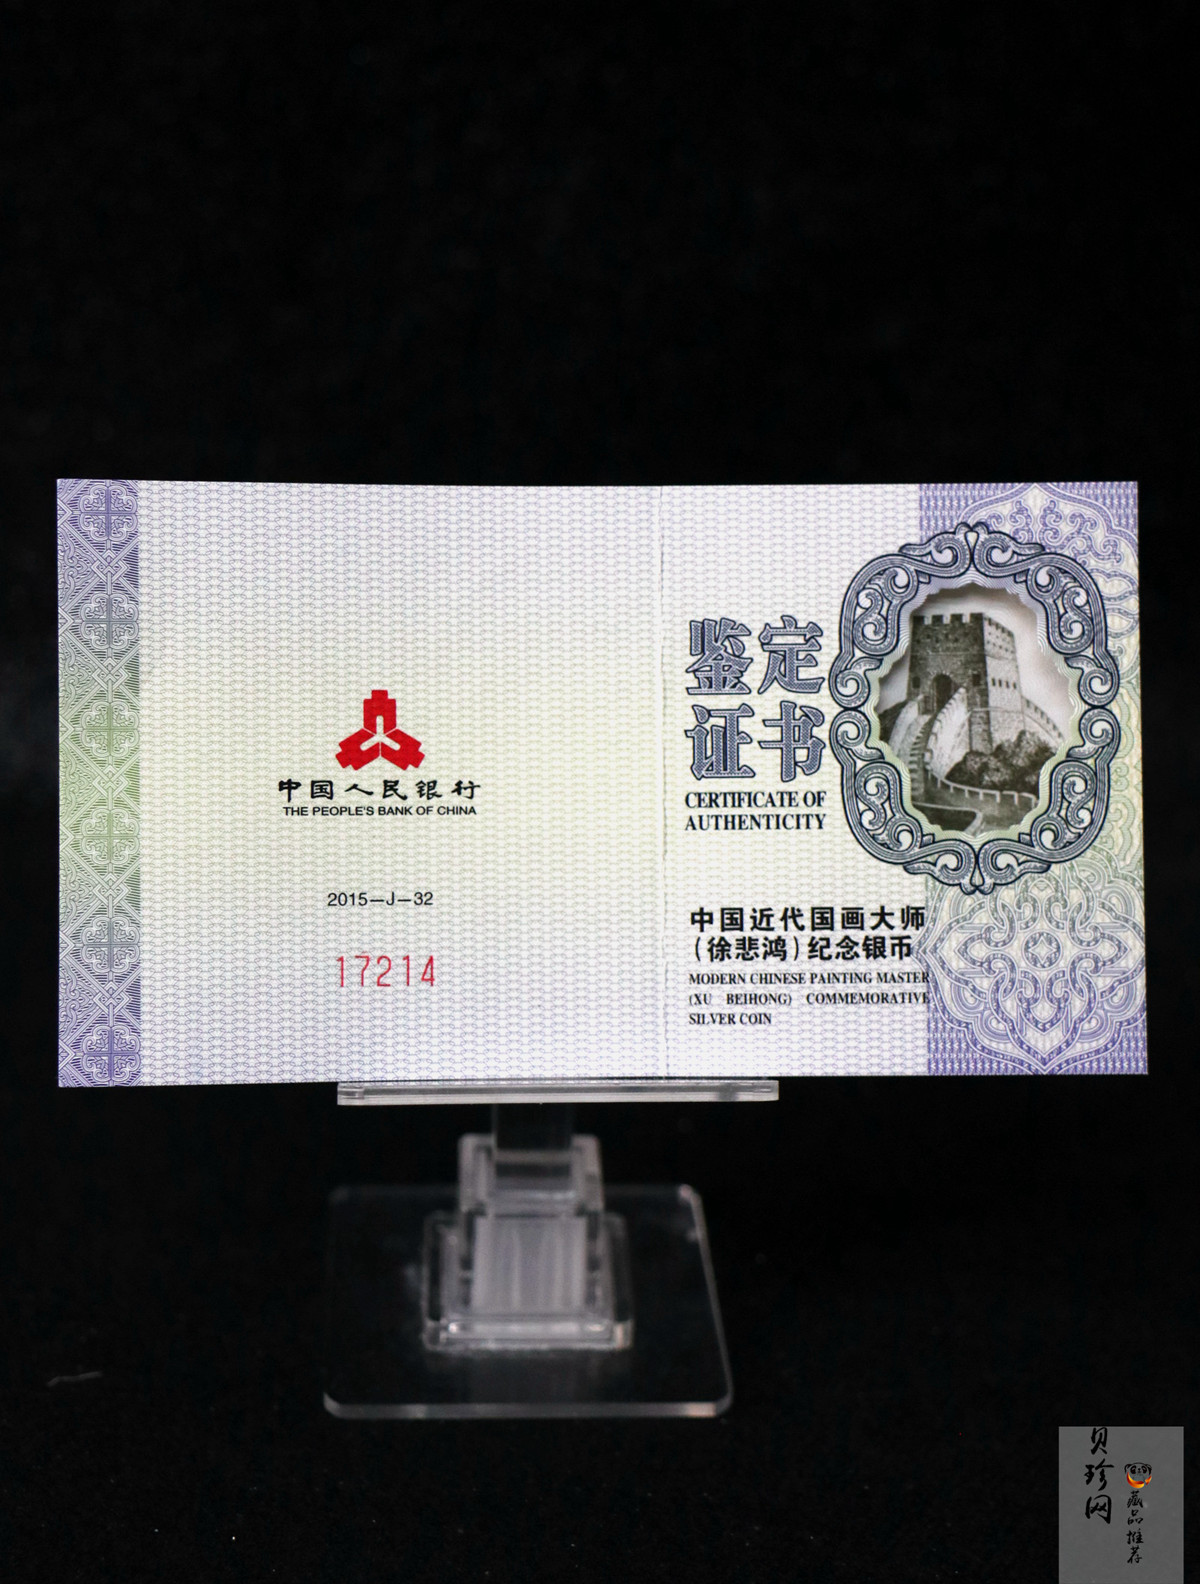 中国人民银行
THE PEOPLE'S BANK OF CHINA
2015—J—32
17214
鉴定
证书
CERTIFICATE OF
AUTHENTICITY
中国近代国画大师
(徐悲鸿)纪念银币
MODERN CHINESE PAINTING MASTER
(XU BEIHONG) COMMEMORATIVE
SILVER COIN
贝珍网
藏品推荐